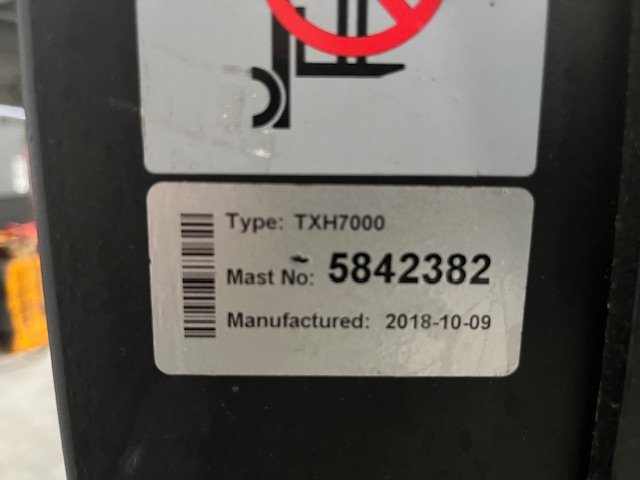 Type: TXH7000
Mast No: 5842382
Manufactured: 2018-10-09